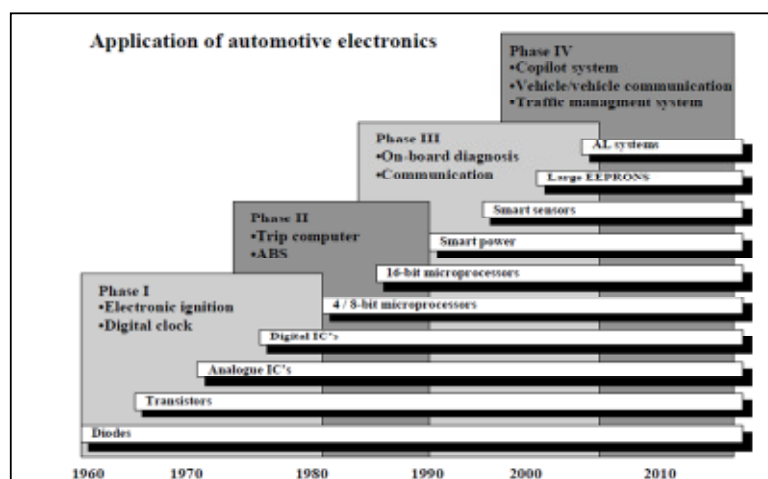 Application of automotive electronics
Phase IV
•Copilot system
•Vehicle/vehicle communication
•Traffic managment system
Phase III
•On-board diagnosis
•Communication
AL systems
Large EEPRONS
Smart sensors
Phase II
•Trip computer
•ABS
Smart power
16-bit microprocessors
Phase I
•Electronic ignition
•Digital clock
4 / 8-bit microprocessors
Digital IC's
Analogue IC's
Transistors
Diodes
1960 1970 1980 1990 2000 2010